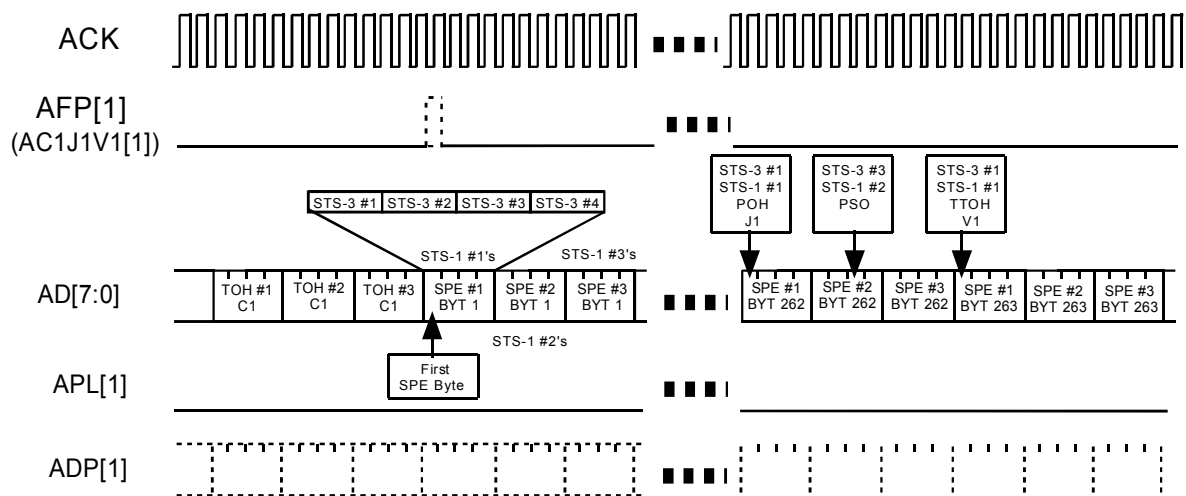 ACK
AFP[1]
(AC1J1V1[1])
STS-3 #1
STS-1 #1
POH
J1
STS-3 #3
STS-1 #2
PSO
STS-3 #1
STS-1 #1
TTOH
V1
STS-3 #1 STS-3 #2 STS-3 #3 STS-3 #4
STS-1 #1's
STS-1 #3's
AD[7:0]
TOH #1
C1
TOH #2
C1
TOH #3
C1
SPE #1
BYT 1
SPE #2
BYT 1
SPE #3
BYT 1
SPE #1
BYT 262
SPE #2
BYT 262
SPE #3
BYT 262
SPE #1
BYT 263
SPE #2
BYT 263
SPE #3
BYT 263
STS-1 #2's
First
SPE Byte
APL[1]
ADP[1]